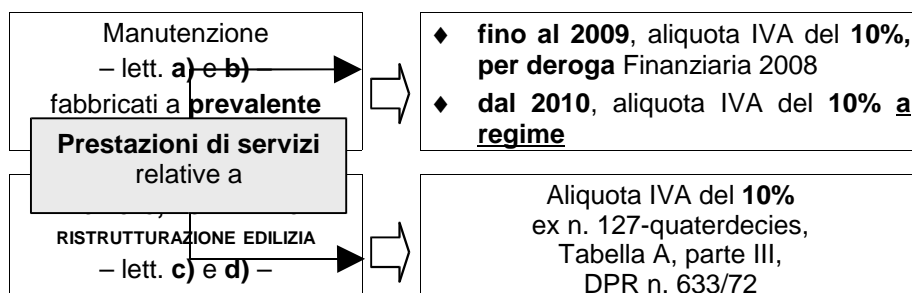 Manutenzione
– lett. a) e b) –
fabbricati a prevalente
♦ fino al 2009, aliquota IVA del 10%,
per deroga Finanziaria 2008
♦ dal 2010, aliquota IVA del 10% a
regime
Prestazioni di servizi
relative a
RISTRUTTURAZIONE EDILIZIA
– lett. c) e d) –
Aliquota IVA del 10%
ex n. 127-quaterdecies,
Tabella A, parte III,
DPR n. 633/72